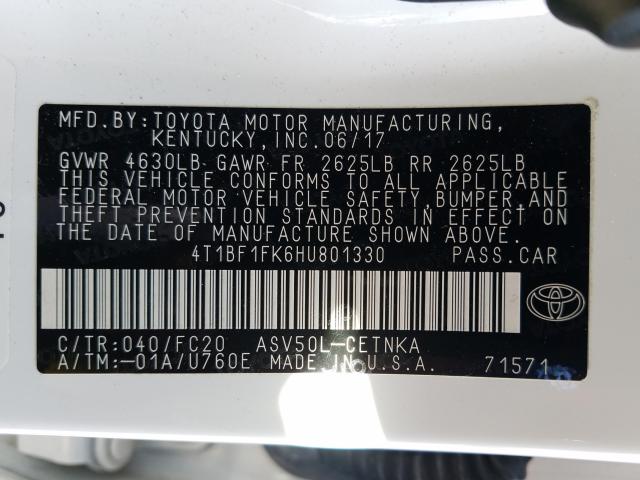 MFD.BY:TOYOTA MOTOR MANUFACTURING,
KENTUCKY,INC.06/17
GVWR 4630LB GAWR FR 2625LB RR 2625LB
THIS VEHICLE CONFORMS TO ALL APPLICABLE
FEDERAL MOTOR VEHICLE SAFETY,BUMPER,AND
THEFT PREVENTION STANDARDS IN EFFECT ON
THE DATE OF MANUFACTURE SHOWN ABOVE.
4T1BF1FK6HU801330 PASS.CAR
C/TR:040/FC20 ASV50L-CETNKA
A/TM:-01A/U760E MADE IN U.S.A. 71571